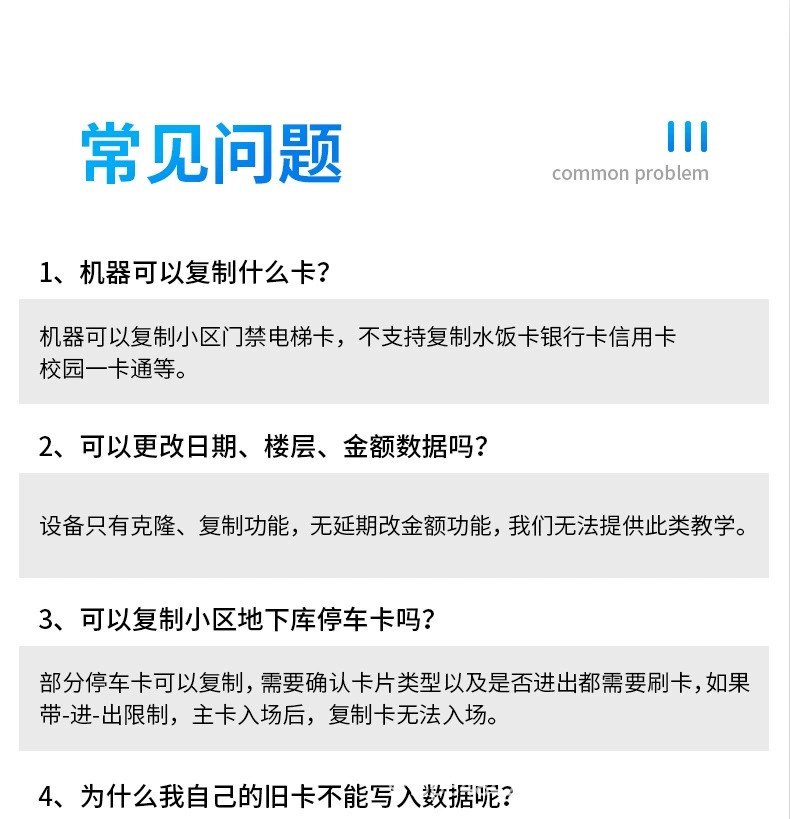 常见问题
common problem
1、机器可以复制什么卡？
机器可以复制小区门禁电梯卡，不支持复制水饭卡银行卡信用卡
校园一卡通等。
2、可以更改日期、楼层、金额数据吗？
设备只有克隆、复制功能，无延期改金额功能，我们无法提供此类教学。
3、可以复制小区地下库停车卡吗？
部分停车卡可以复制，需要确认卡片类型以及是否进出都需要刷卡，如果
带-进-出限制，主卡入场后，复制卡无法入场。
4、为什么我自己的旧卡不能写入数据呢？